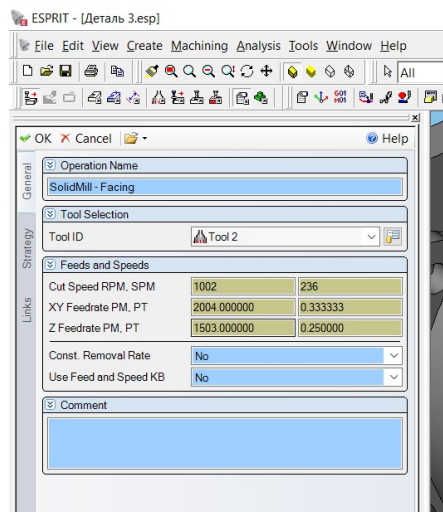 ESPRIT - [Деталь 3.esp]
File Edit View Create Machining Analysis Tools Window Help
All
G01
M01
OK Cancel Help
General
Operation Name
SolidMill - Facing
Tool Selection
Tool ID Tool 2
Strategy
Feeds and Speeds
Cut Speed RPM, SPM 1002 236
XY Feedrate PM, PT 2004.000000 0.333333
Links
Z Feedrate PM, PT 1503.000000 0.250000
Const. Removal Rate No
Use Feed and Speed KB No
Comment